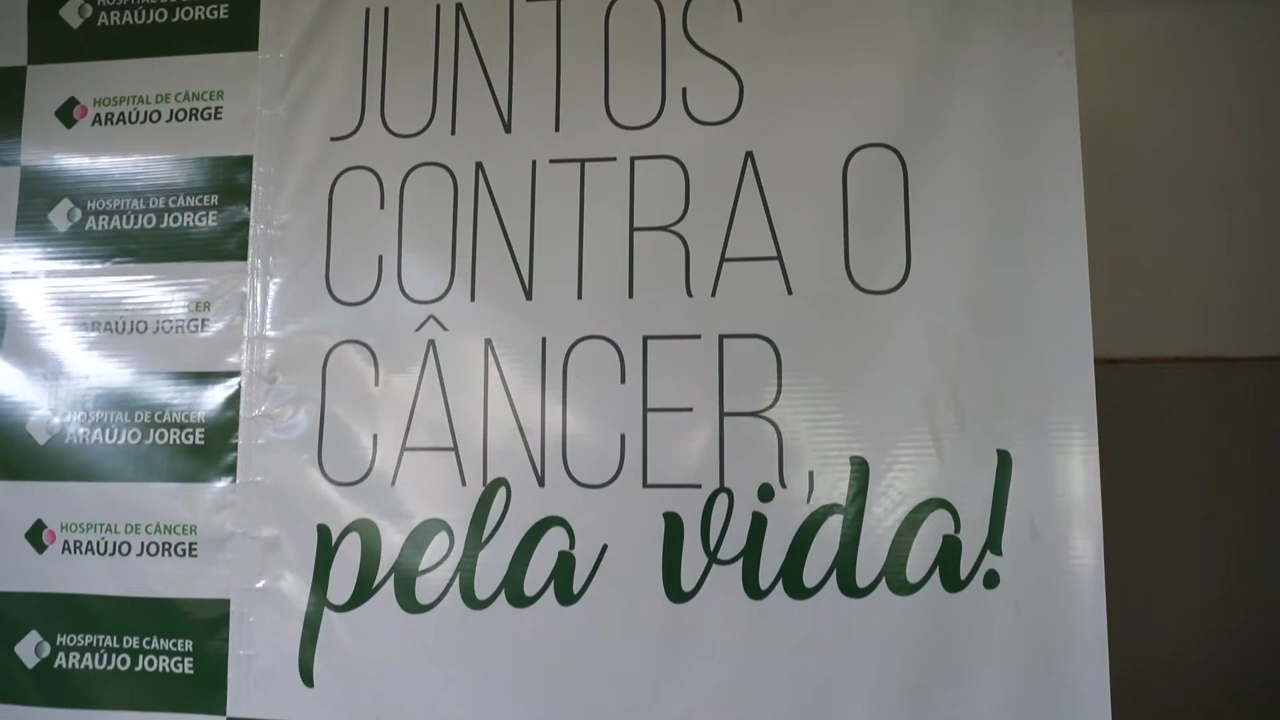 HOSPITAL DE CÂNCER
ARAÚJO JORGE
HOSPITAL DE CÂNCER
ARAÚJO JORGE
HOSPITAL DE CÂNCER
ARAÚJO JORGE
CER
ARAÚJO JORGE
HOSPITAL DE CÂNCER
ARAÚJO JORGE
HOSPITAL DE CÂNCER
ARAÚJO JORGE
HOSPITAL DE CÂNCER
ARAÚJO JORGE
JUNTOS
CONTRA O
CÂNCER,
pela vida!